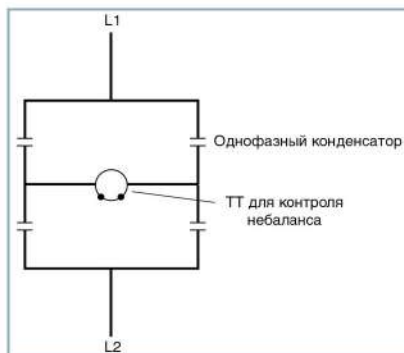 L1
Однофазный конденсатор
ТТ для контроля
небаланса
L2